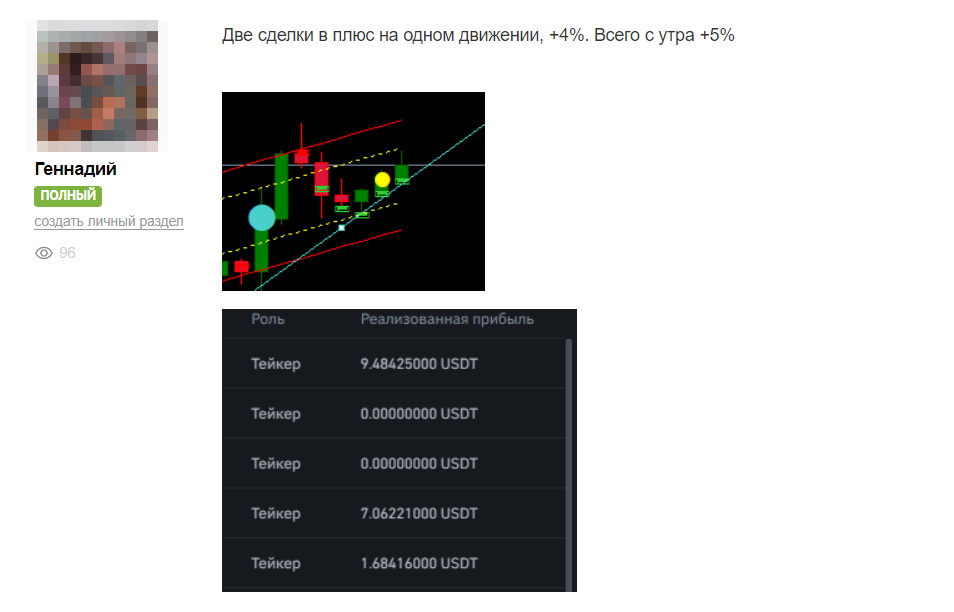 Две сделки в плюс на одном движении, +4%. Всего с утра +5%
Геннадий
ПОЛНЫЙ
создать личный раздел
96
Роль Реализованная прибыль
Тейкер 9.48425000 USDT
Тейкер 0.00000000 USDT
Тейкер 0.00000000 USDT
Тейкер 7.06221000 USDT
Тейкер 1.68416000 USDT